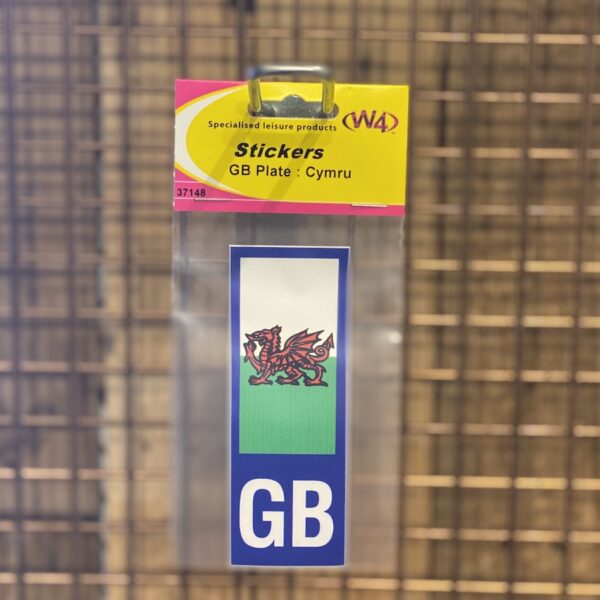 Specialised leisure products W4
Stickers
GB Plate : Cymru
37148
GB